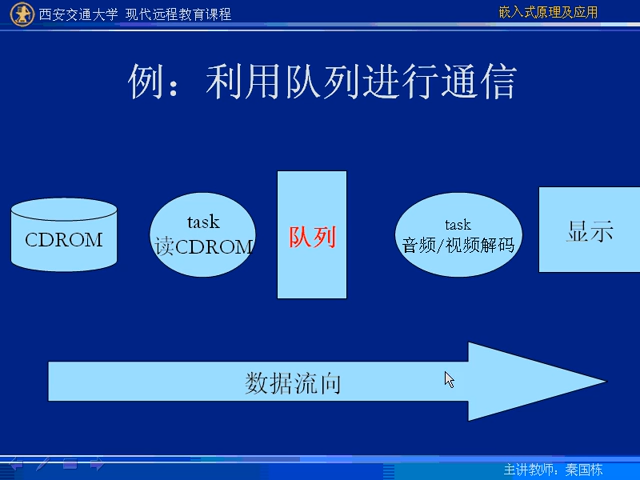 西安交通大学 现代远程教育课程
嵌入式原理及应用
例：利用队列进行通信
CDROM
task
读CDROM
队列
task
音频/视频解码
显示
数据流向
主讲教师：秦国栋